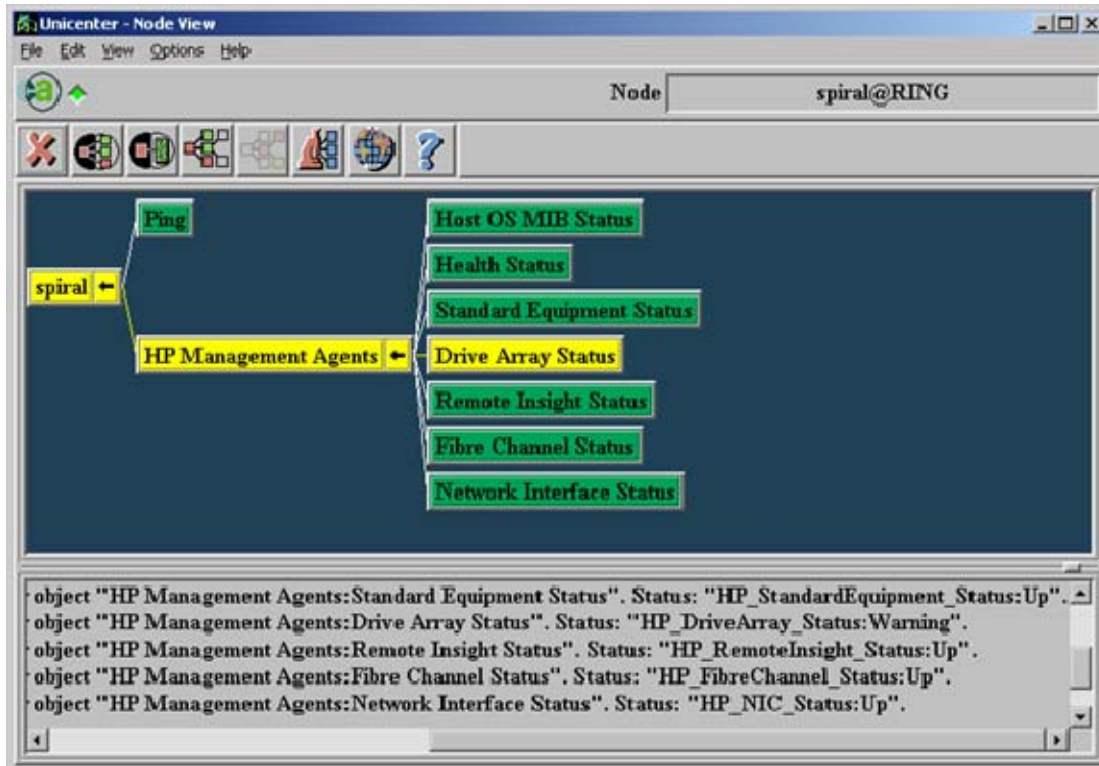 Unicenter - Node View
File Edit View Options Help
Node spiral@RING
Ping
Host OS MIB Status
Health Status
spiral
Standard Equipment Status
HP Management Agents
Drive Array Status
Remote Insight Status
Fibre Channel Status
Network Interface Status
object "HP Management Agents:Standard Equipment Status". Status: "HP_StandardEquipment_Status:Up".
object "HP Management Agents:Drive Array Status". Status: "HP_DriveArray_Status:Warning".
object "HP Management Agents:Remote Insight Status". Status: "HP_RemoteInsight_Status:Up".
object "HP Management Agents:Fibre Channel Status". Status: "HP_FibreChannel_Status:Up".
object "HP Management Agents:Network Interface Status". Status: "HP_NIC_Status:Up".